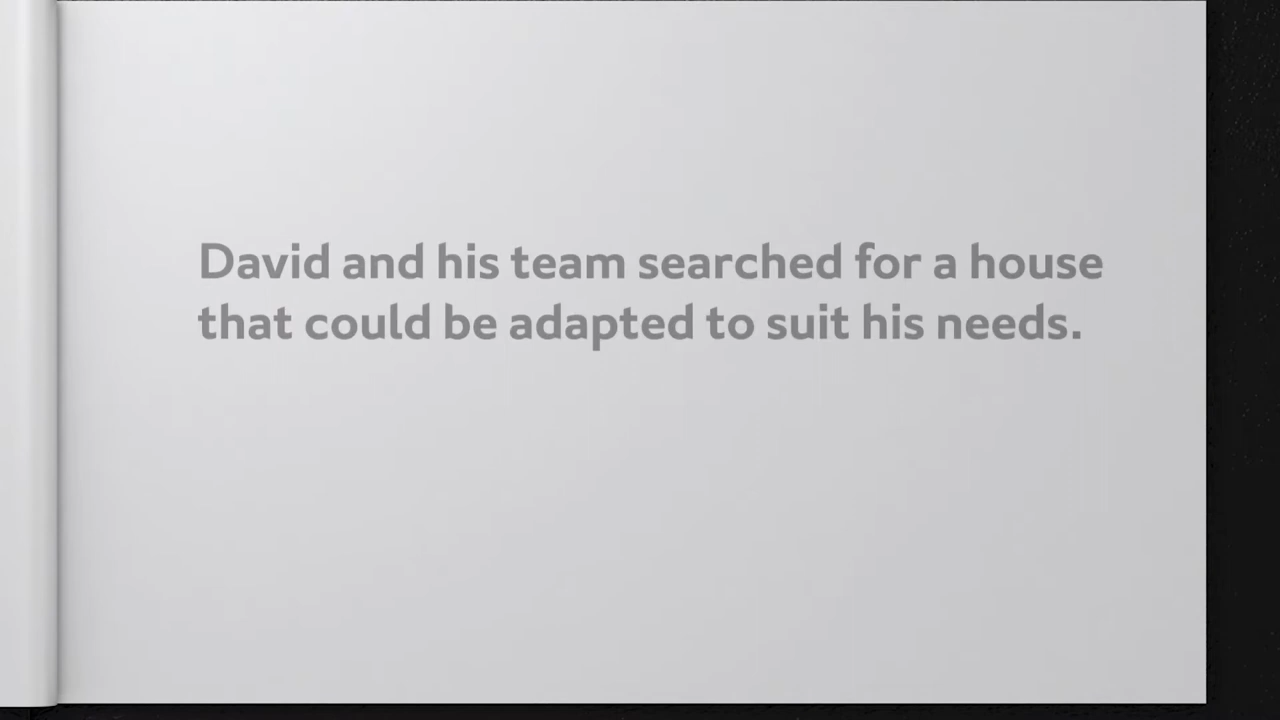 David and his team searched for a house
that could be adapted to suit his needs.